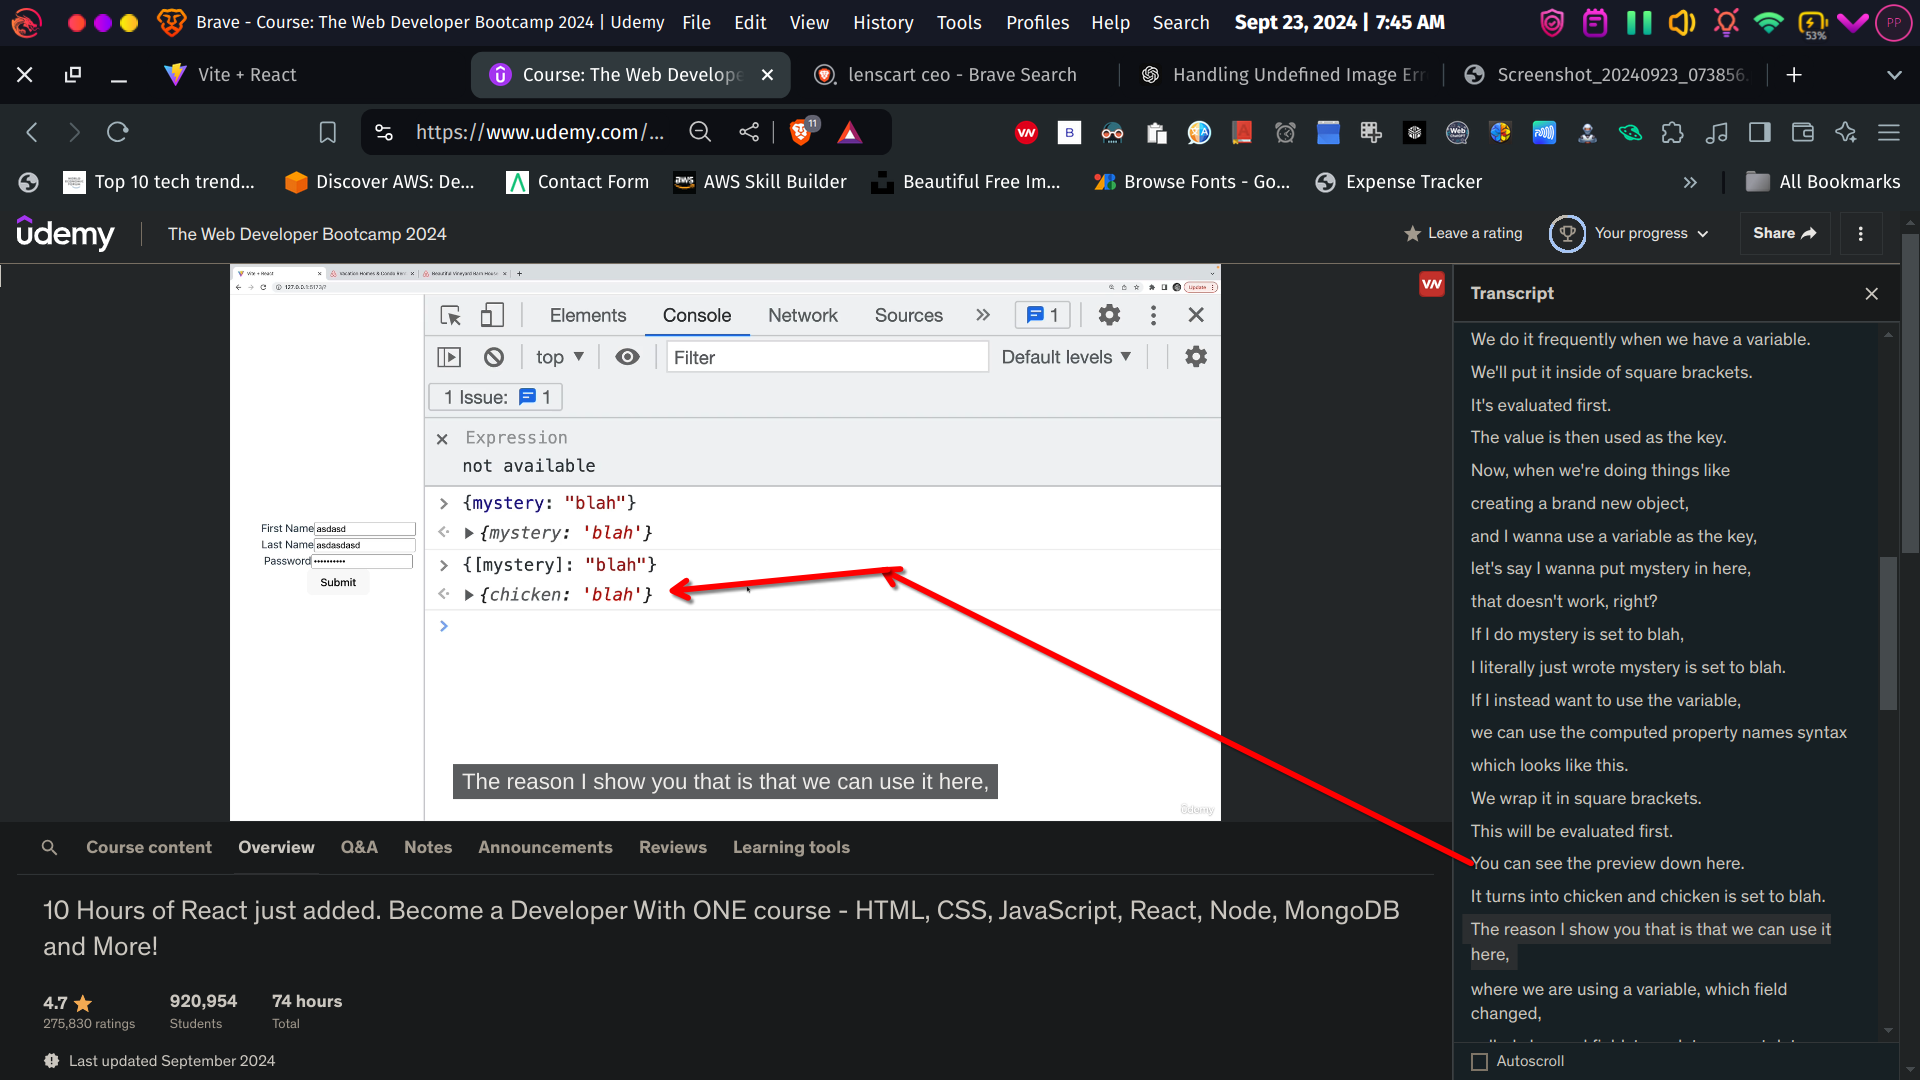 Brave - Course: The Web Developer Bootcamp 2024 | Udemy File Edit View History Tools Profiles Help Search Sept 23, 2024 | 7:45 AM 53% PP
Vite + React Course: The Web Develope lenscart ceo - Brave Search Handling Undefined Image Err Screenshot_20240923_073856.
https://www.udemy.com/... 11
Top 10 tech trend... Discover AWS: De... Contact Form AWS Skill Builder Beautiful Free Im... Browse Fonts - Go... Expense Tracker All Bookmarks
ûdemy The Web Developer Bootcamp 2024 Leave a rating Your progress Share
Vite + React
127.0.0.1:5173/? Update
Elements Console Network Sources 1
top Filter Default levels
1 Issue: 1
Expression
not available
{mystery: "blah"}
{mystery: 'blah'}
{[mystery]: "blah"}
{chicken: 'blah'}
First Name asdasd
Last Name asdasdasd
Password ••••••••••
Submit
The reason I show you that is that we can use it here,
ûdemy
VN
Transcript
We do it frequently when we have a variable.
We'll put it inside of square brackets.
It's evaluated first.
The value is then used as the key.
Now, when we're doing things like
creating a brand new object,
and I wanna use a variable as the key,
let's say I wanna put mystery in here,
that doesn't work, right?
If I do mystery is set to blah,
I literally just wrote mystery is set to blah.
If I instead want to use the variable,
we can use the computed property names syntax
which looks like this.
We wrap it in square brackets.
This will be evaluated first.
You can see the preview down here.
It turns into chicken and chicken is set to blah.
The reason I show you that is that we can use it
here,
where we are using a variable, which field
changed,
Autoscroll
Course content Overview Q&A Notes Announcements Reviews Learning tools
10 Hours of React just added. Become a Developer With ONE course - HTML, CSS, JavaScript, React, Node, MongoDB
and More!
4.7 920,954 74 hours
275,830 ratings Students Total
Last updated September 2024